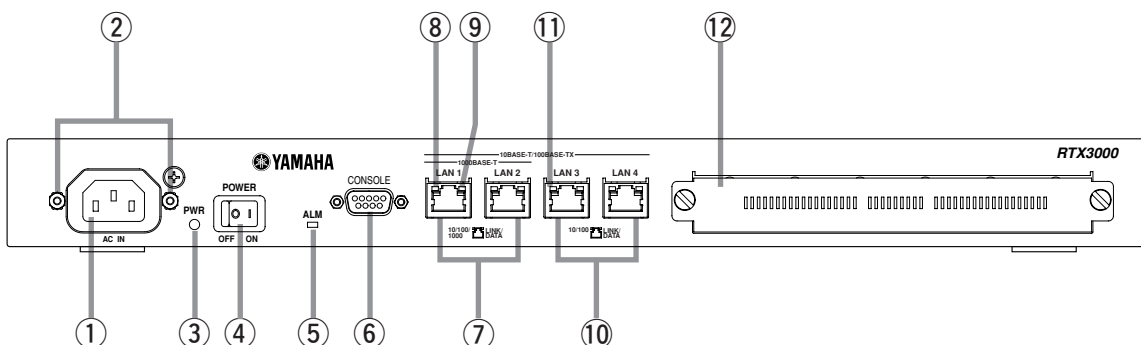 ② ⑧ ⑨ ⑪ ⑫
10BASE-T/100BASE-TX
1000BASE-T
RTX3000
YAMAHA
LAN 1 LAN 2 LAN 3 LAN 4
CONSOLE
POWER
PWR
ALM
10/100/1000 LINK/DATA
10/100 LINK/DATA
AC IN
OFF ON
① ③ ④ ⑤ ⑥ ⑦ ⑩